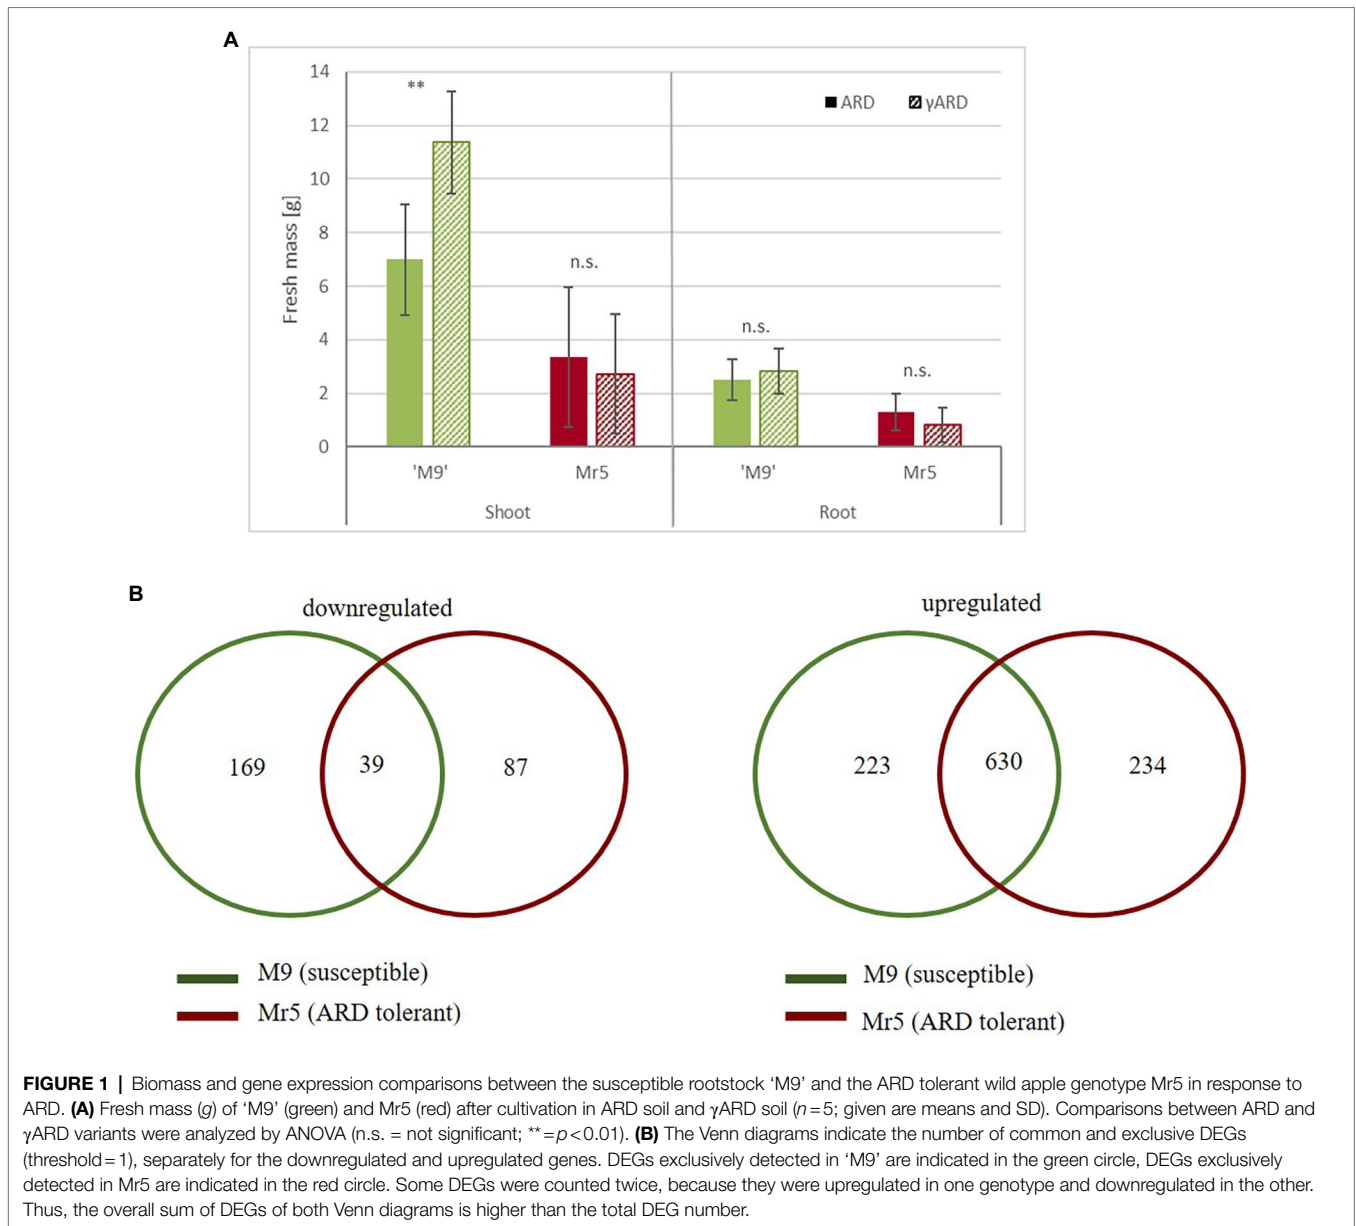 A
14
12
10
8
6
4
2
0
Fresh mass [g]
ARD
γARD
**
n.s.
n.s.
n.s.
'M9'
Mr5
'M9'
Mr5
Shoot
Root
B
downregulated
upregulated
169
39
87
223
630
234
M9 (susceptible)
Mr5 (ARD tolerant)
M9 (susceptible)
Mr5 (ARD tolerant)
FIGURE 1 | Biomass and gene expression comparisons between the susceptible rootstock ‘M9’ and the ARD tolerant wild apple genotype Mr5 in response to
ARD. (A) Fresh mass (g) of ‘M9’ (green) and Mr5 (red) after cultivation in ARD soil and γARD soil (n=5; given are means and SD). Comparisons between ARD and
γARD variants were analyzed by ANOVA (n.s. = not significant; **=p<0.01). (B) The Venn diagrams indicate the number of common and exclusive DEGs
(threshold=1), separately for the downregulated and upregulated genes. DEGs exclusively detected in ‘M9’ are indicated in the green circle, DEGs exclusively
detected in Mr5 are indicated in the red circle. Some DEGs were counted twice, because they were upregulated in one genotype and downregulated in the other.
Thus, the overall sum of DEGs of both Venn diagrams is higher than the total DEG number.